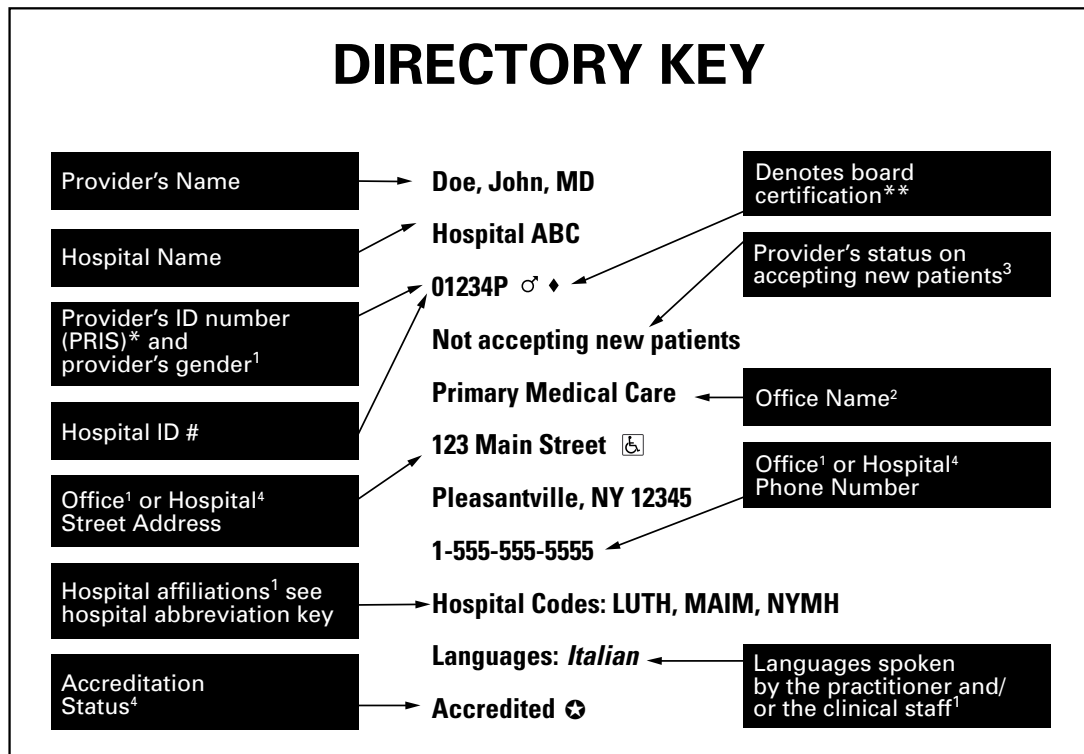 DIRECTORY KEY
Provider's Name
Hospital Name
Provider's ID number
(PRIS)* and
provider's gender¹
Hospital ID #
Office¹ or Hospital⁴
Street Address
Hospital affiliations¹ see
hospital abbreviation key
Accreditation
Status⁴
Doe, John, MD
Hospital ABC
01234P ♂ ♦
Not accepting new patients
Primary Medical Care
123 Main Street ♿
Pleasantville, NY 12345
1-555-555-5555
Hospital Codes: LUTH, MAIM, NYMH
Languages: Italian
Accredited ✪
Denotes board
certification**
Provider's status on
accepting new patients³
Office Name²
Office¹ or Hospital⁴
Phone Number
Languages spoken
by the practitioner and/
or the clinical staff¹